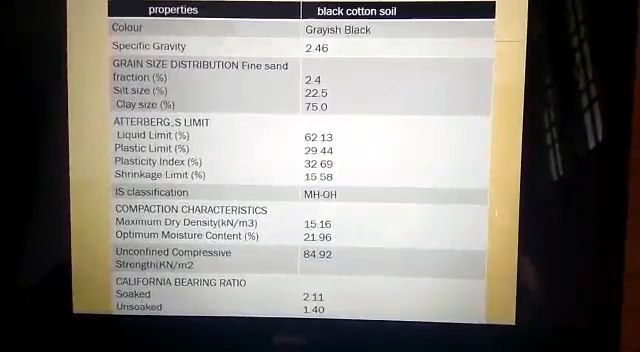 properties black cotton soil
Colour Grayish Black
Specific Gravity 2.46
GRAIN SIZE DISTRIBUTION Fine sand
fraction (%) 2.4
Silt size (%) 22.5
Clay size (%) 75.0
ATTERBERG,S LIMIT
Liquid Limit (%) 62.13
Plastic Limit (%) 29.44
Plasticity Index (%) 32.69
Shrinkage Limit (%) 15.58
IS classification MH-OH
COMPACTION CHARACTERISTICS
Maximum Dry Density(kN/m3) 15.16
Optimum Moisture Content (%) 21.96
Unconfined Compressive 84.92
Strength(KN/m2
CALIFORNIA BEARING RATIO
Soaked 2.11
Unsoaked 1.40